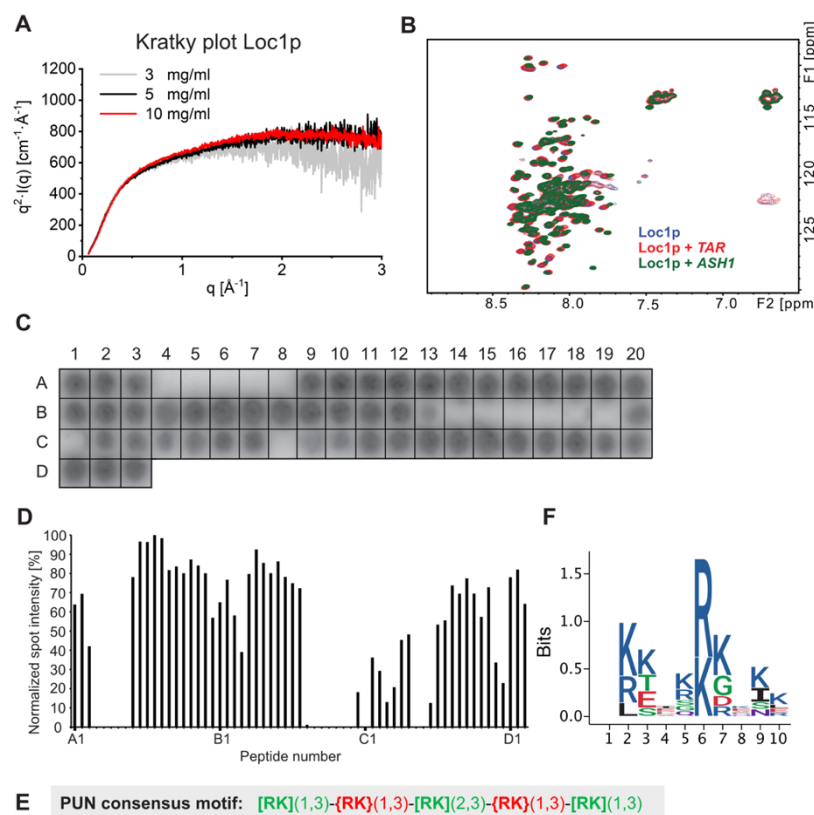 A
Kratky plot Loc1p
3 mg/ml
5 mg/ml
10 mg/ml
1200
1000
800
600
400
200
0
q²·I(q) [cm⁻¹·Å⁻¹]
0 1 2 3
q [Å⁻¹]
B
F1 [ppm]
115
120
125
Loc1p
Loc1p + TAR
Loc1p + ASH1
8.5 8.0 7.5 7.0 F2 [ppm]
C
1 2 3 4 5 6 7 8 9 10 11 12 13 14 15 16 17 18 19 20
A
B
C
D
D
Normalized spot intensity [%]
100
90
80
70
60
50
40
30
20
10
0
A1 B1 C1 D1
Peptide number
F
Bits
1.5
1.0
0.5
0.0
1 2 3 4 5 6 7 8 9 10
E PUN consensus motif: [RK](1,3)-{RK}(1,3)-[RK](2,3)-{RK}(1,3)-[RK](1,3)